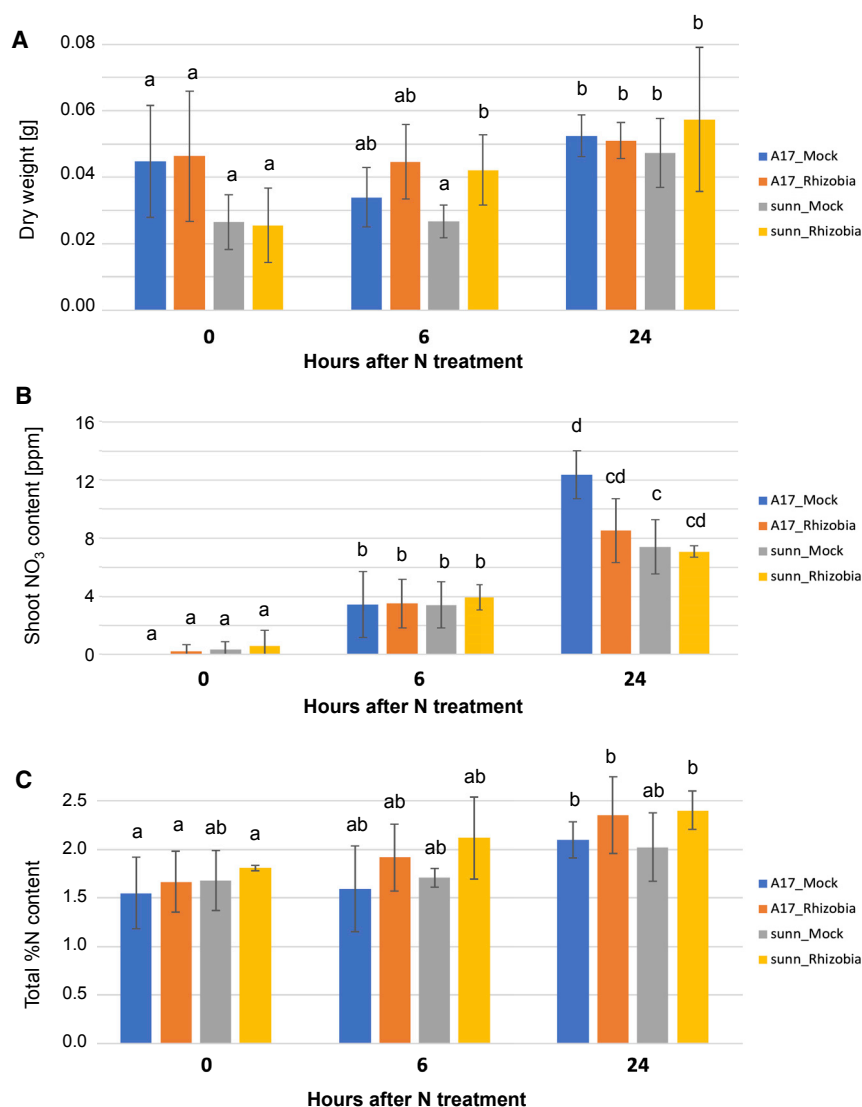 A
Dry weight [g]
0.08
0.06
0.04
0.02
0.00
a a a a
ab ab a b
b b b b
0 6 24
Hours after N treatment
A17_Mock
A17_Rhizobia
sunn_Mock
sunn_Rhizobia
B
Shoot NO3 content [ppm]
16
12
8
4
0
a a a a
b b b b
d cd c cd
0 6 24
Hours after N treatment
A17_Mock
A17_Rhizobia
sunn_Mock
sunn_Rhizobia
C
Total %N content
2.5
2.0
1.5
1.0
0.5
0.0
a a ab a
ab ab ab ab
b b ab b
0 6 24
Hours after N treatment
A17_Mock
A17_Rhizobia
sunn_Mock
sunn_Rhizobia